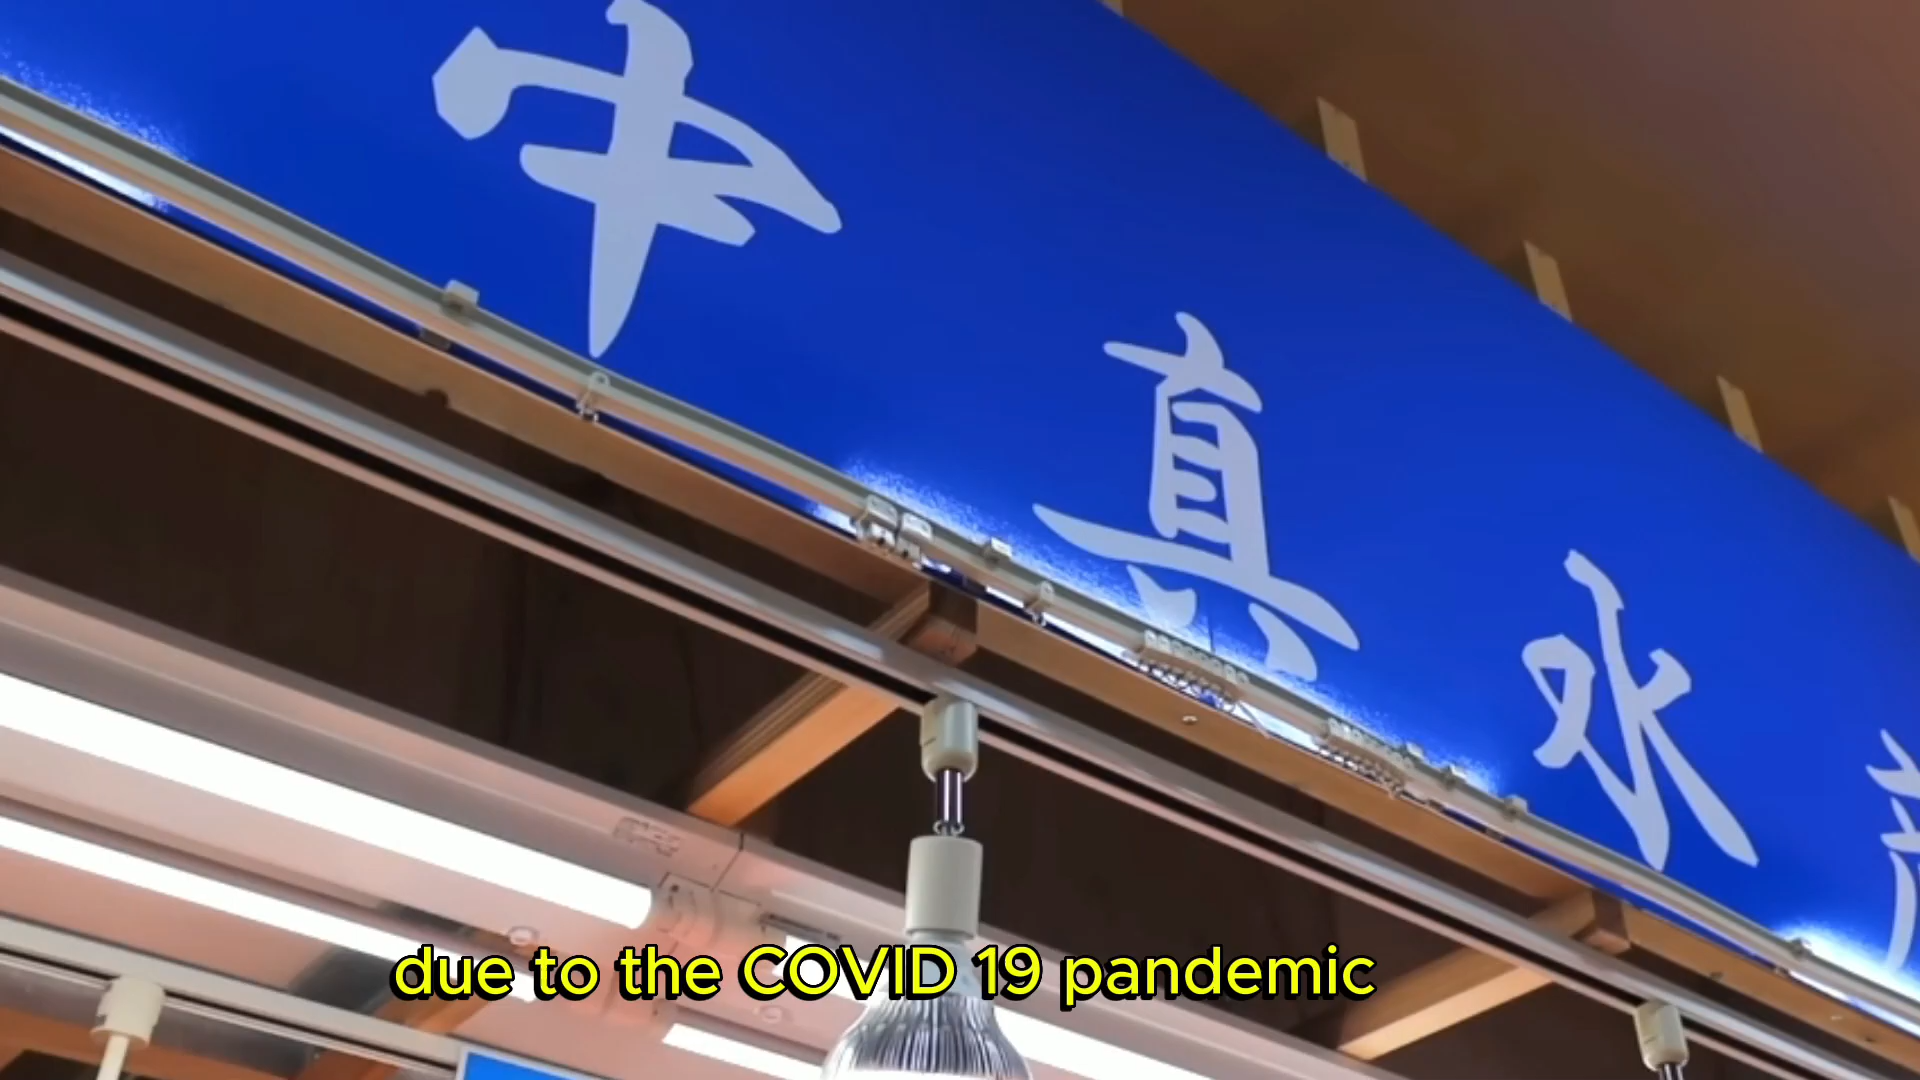 中真水
due to the COVID 19 pandemic